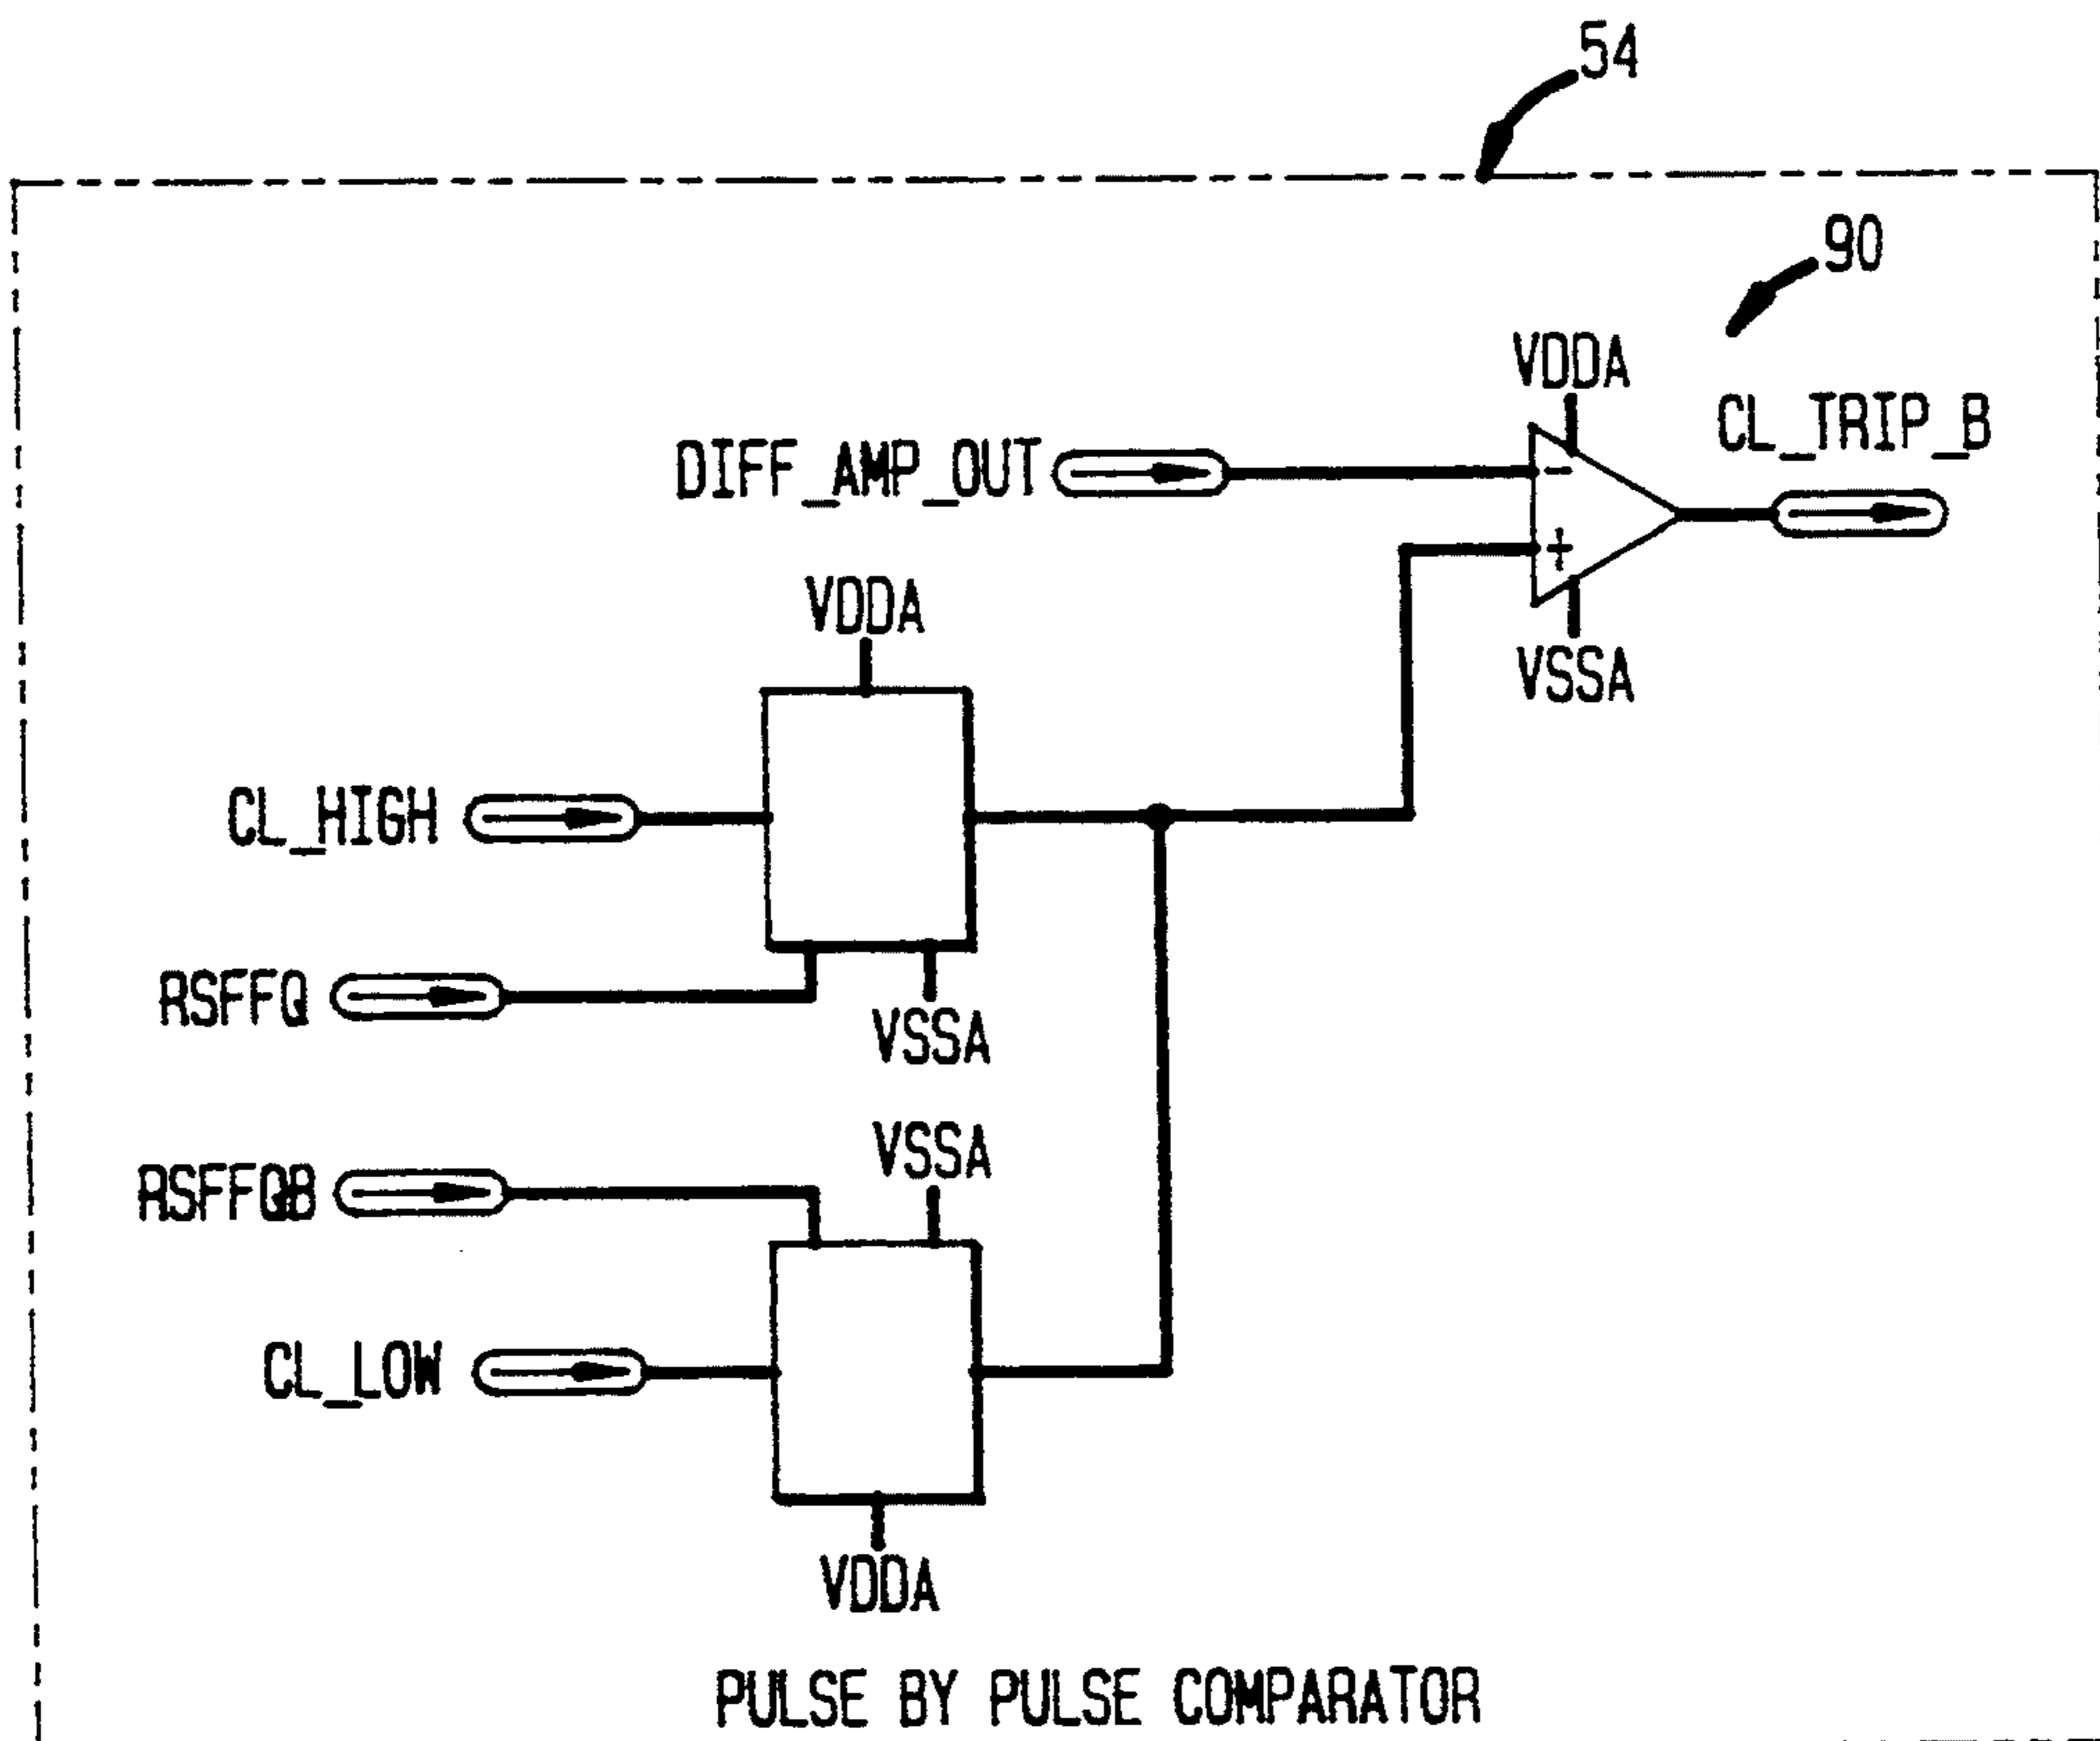 54
90
VDDA
CL_TRIP_B
DIFF_AMP_OUT
-
+
VDDA
VSSA
CL_HIGH
RSFFQ
VSSA
VSSA
RSFFQB
CL_LOW
VDDA
PULSE BY PULSE COMPARATOR